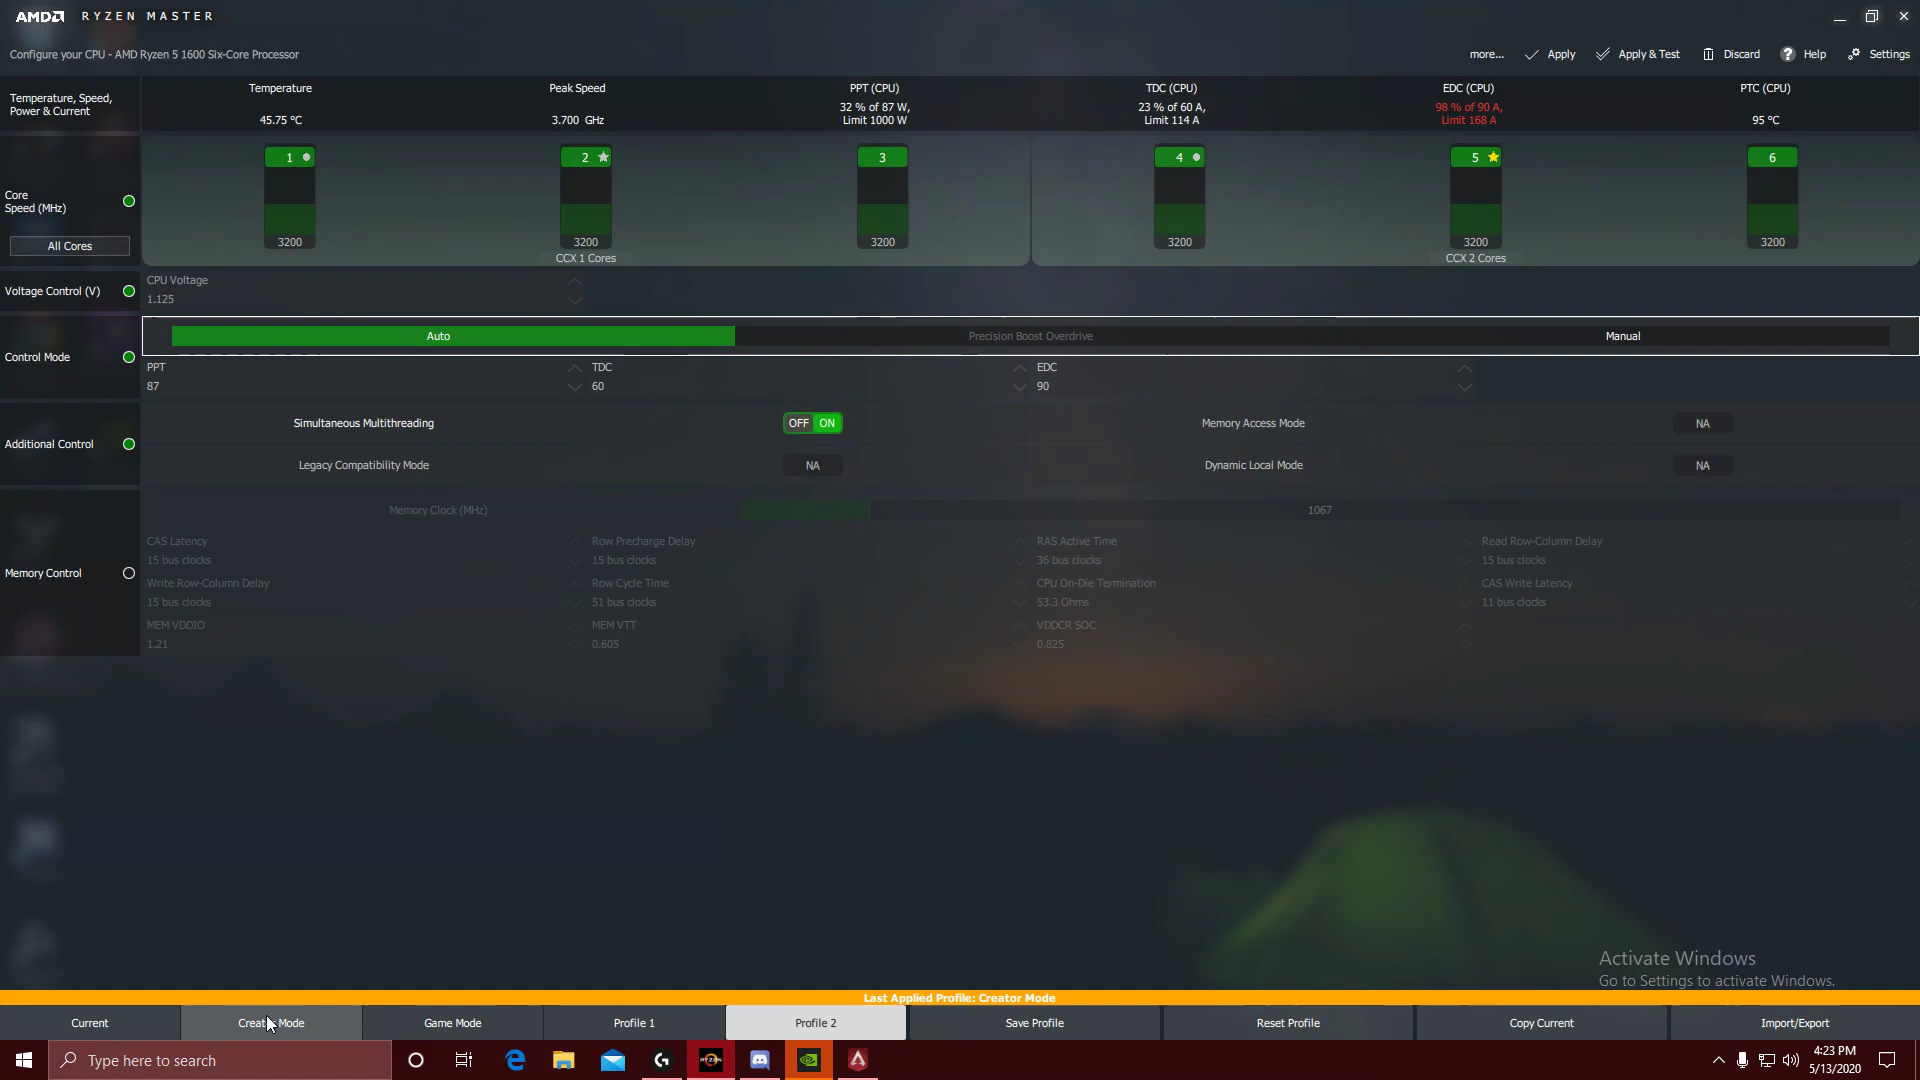 AMD RYZEN MASTER
Configure your CPU - AMD Ryzen 5 1600 Six-Core Processor
more... Apply Apply & Test Discard Help Settings
Temperature, Speed,
Power & Current
Temperature Peak Speed PPT (CPU) TDC (CPU) EDC (CPU) PTC (CPU)
32 % of 87 W, 23 % of 60 A, 98 % of 90 A,
45.75 °C 3.700 GHz Limit 1000 W Limit 114 A Limit 168 A 95 °C
1 2 3 4 5 6
Core
Speed (MHz)
All Cores
3200 3200 3200 3200 3200 3200
CCX 1 Cores CCX 2 Cores
Voltage Control (V)
CPU Voltage
1.125
Control Mode
Auto Precision Boost Overdrive Manual
PPT TDC EDC
87 60 90
Additional Control
Simultaneous Multithreading OFF ON Memory Access Mode NA
Legacy Compatibility Mode NA Dynamic Local Mode NA
Memory Control
Memory Clock (MHz) 1067
CAS Latency Row Precharge Delay RAS Active Time Read Row-Column Delay
15 bus clocks 15 bus clocks 36 bus clocks 15 bus clocks
Write Row-Column Delay Row Cycle Time CPU On-Die Termination CAS Write Latency
15 bus clocks 51 bus clocks 53.3 Ohms 11 bus clocks
MEM VDDIO MEM VTT VDDCR SOC
1.21 0.605 0.825
Activate Windows
Go to Settings to activate Windows.
Last Applied Profile: Creator Mode
Current Creator Mode Game Mode Profile 1 Profile 2 Save Profile Reset Profile Copy Current Import/Export
Type here to search
RYZEN
4:23 PM
5/13/2020